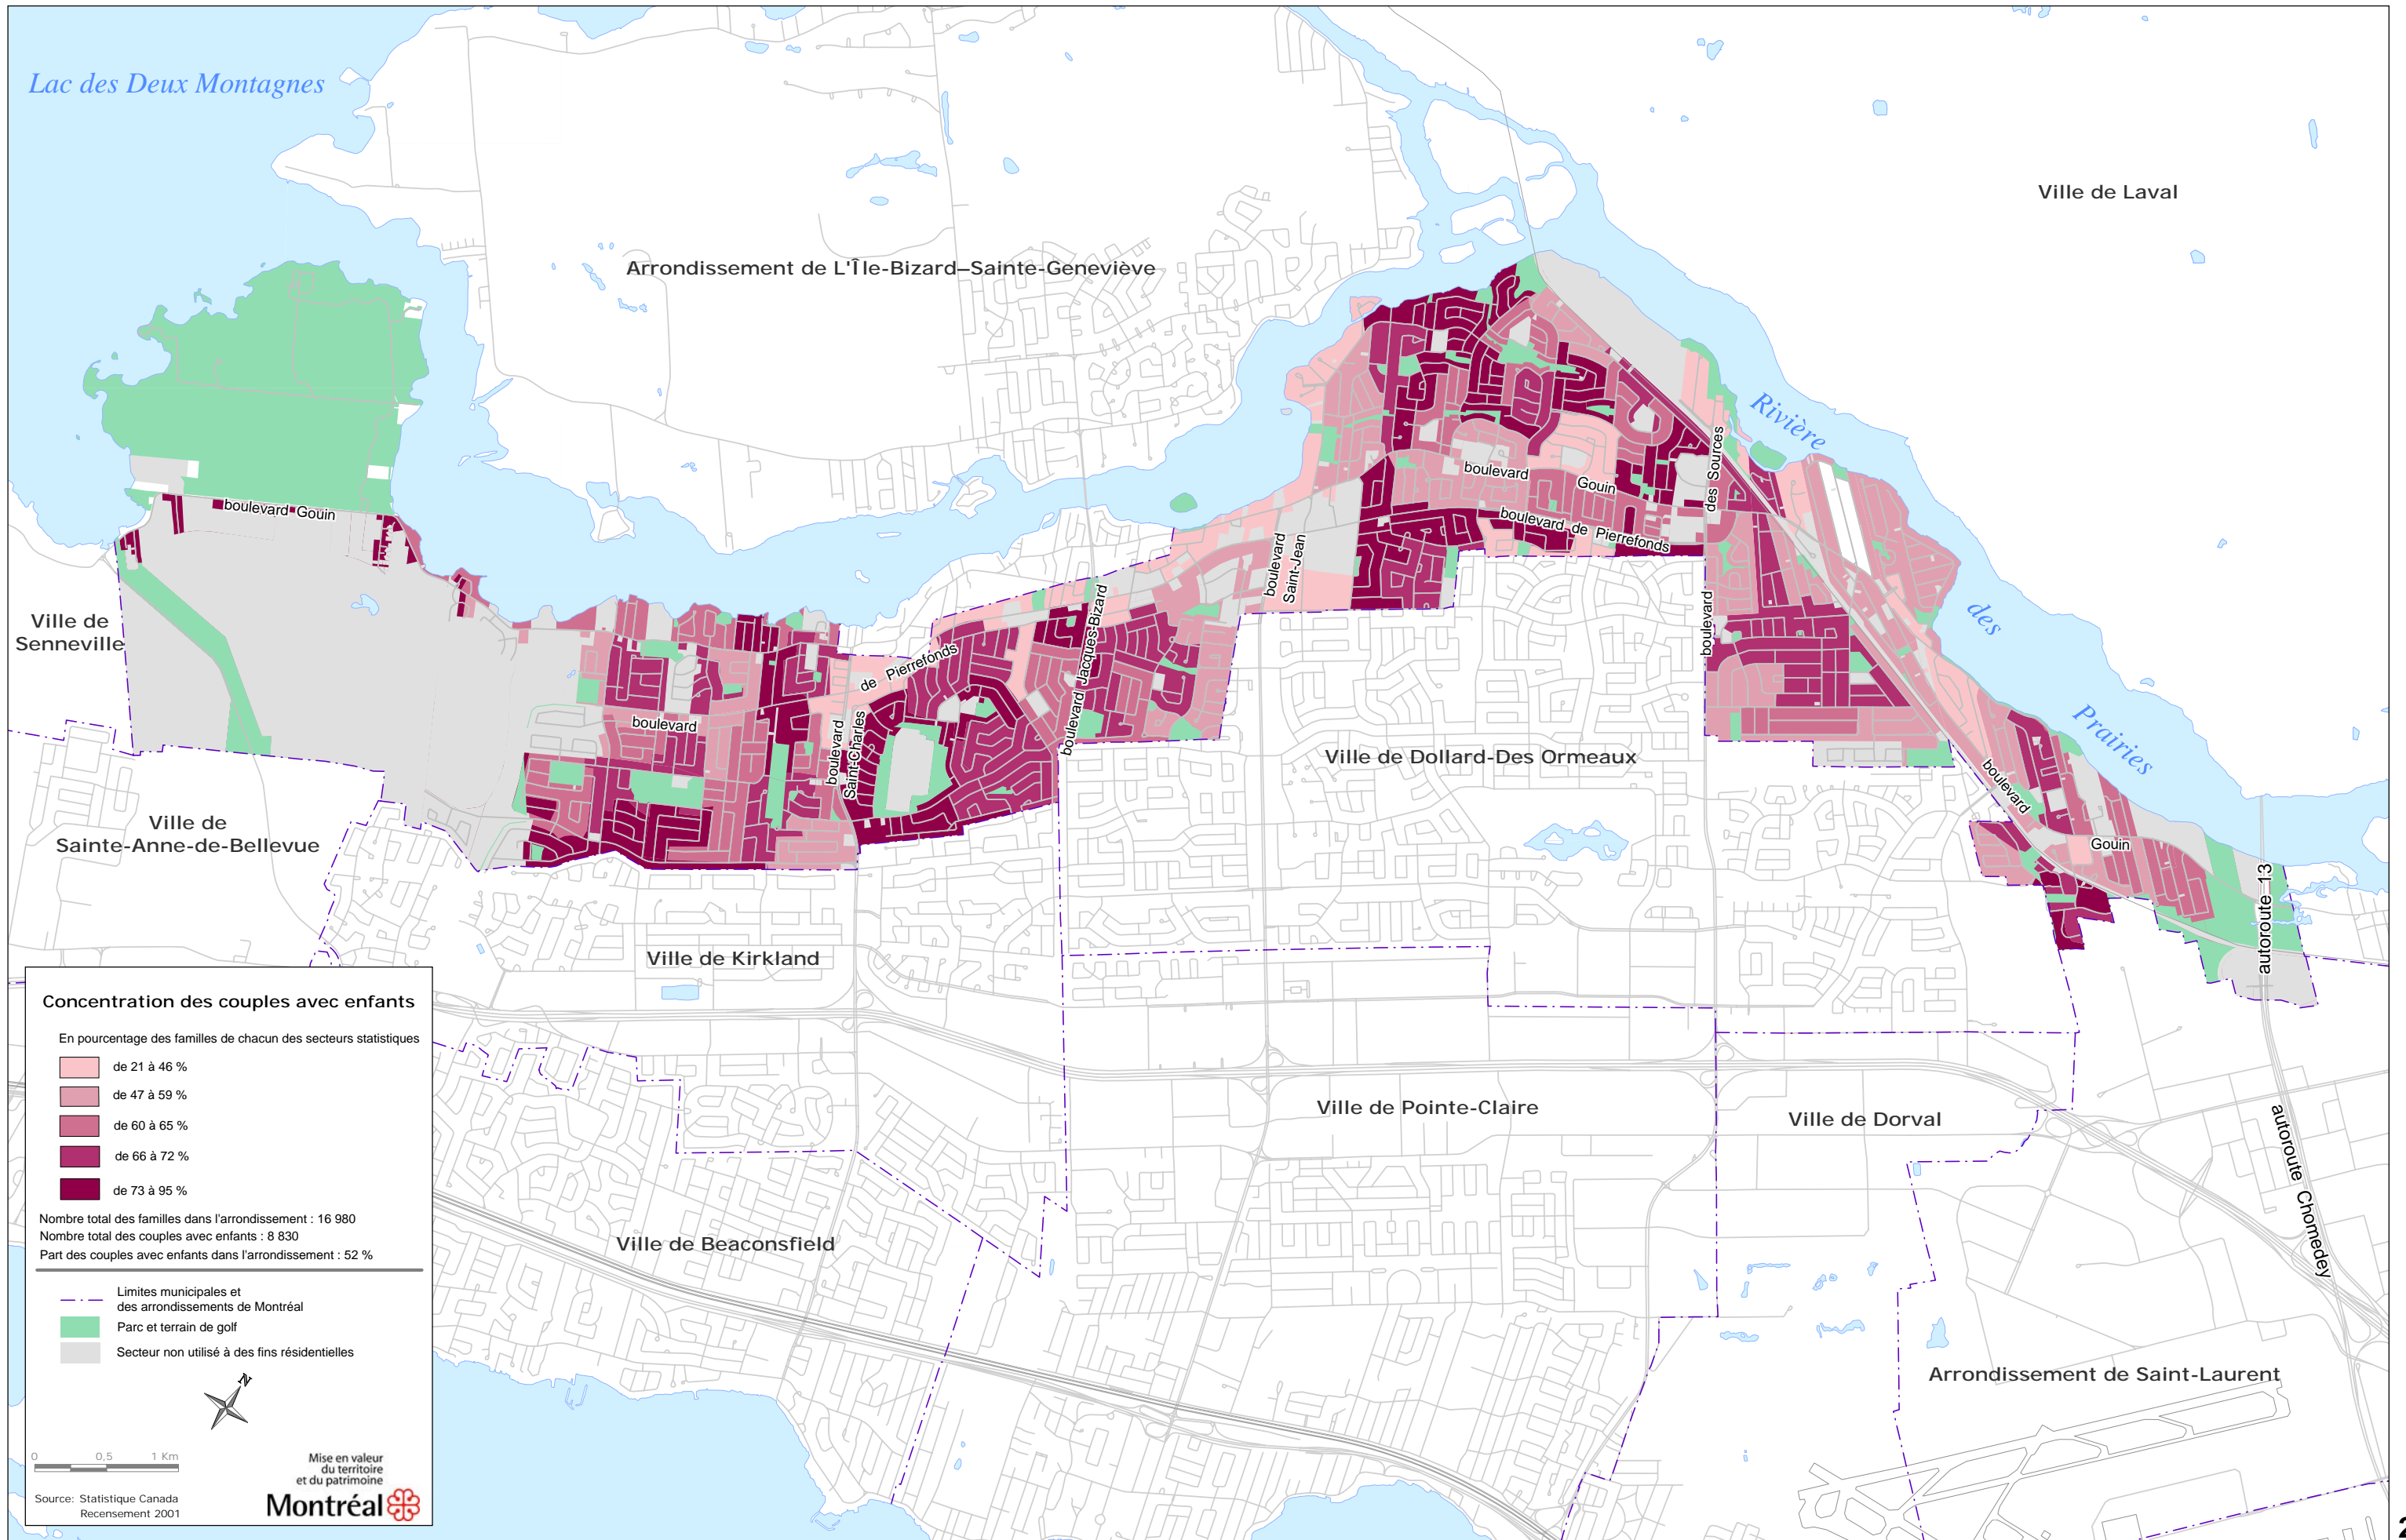 Lac des Deux Montagnes
Ville de Laval
Arrondissement de L'Île-Bizard–Sainte-Geneviève
Rivière
des
Prairies
boulevard Gouin
boulevard
Gouin
des Sources
boulevard
boulevard de Pierrefonds
boulevard
Saint-Jean
Ville de
Senneville
boulevard
de Pierrefonds
boulevard
Saint-Charles
boulevard Jacques-Bizard
Ville de Dollard-Des Ormeaux
boulevard
Gouin
autoroute 13
Ville de
Sainte-Anne-de-Bellevue
Ville de Kirkland
Ville de Pointe-Claire
Ville de Dorval
autoroute Chomedey
Ville de Beaconsfield
Arrondissement de Saint-Laurent
Concentration des couples avec enfants
En pourcentage des familles de chacun des secteurs statistiques
de 21 à 46 %
de 47 à 59 %
de 60 à 65 %
de 66 à 72 %
de 73 à 95 %
Nombre total des familles dans l'arrondissement : 16 980
Nombre total des couples avec enfants : 8 830
Part des couples avec enfants dans l'arrondissement : 52 %
Limites municipales et
des arrondissements de Montréal
Parc et terrain de golf
Secteur non utilisé à des fins résidentielles
N
0 0,5 1 Km
Mise en valeur
du territoire
et du patrimoine
Montréal
Source: Statistique Canada
Recensement 2001